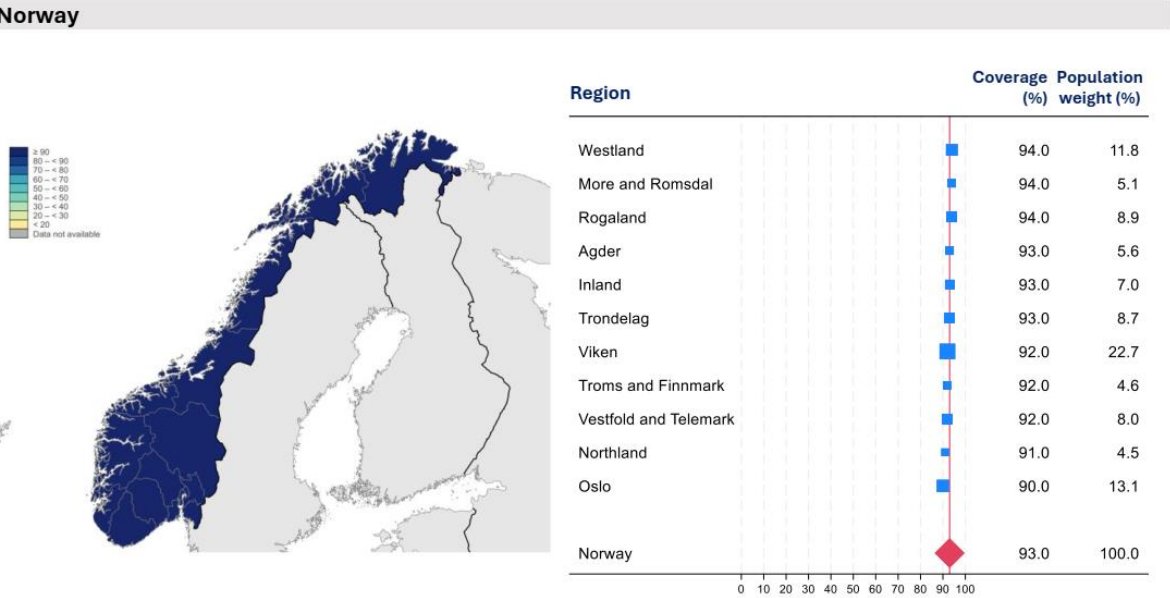 Norway
≥ 90
80 – < 90
70 – < 80
60 – < 70
50 – < 60
40 – < 50
30 – < 40
20 – < 30
< 20
Data not available
Region Coverage (%) Population weight (%)
Westland 94.0 11.8
More and Romsdal 94.0 5.1
Rogaland 94.0 8.9
Agder 93.0 5.6
Inland 93.0 7.0
Trondelag 93.0 8.7
Viken 92.0 22.7
Troms and Finnmark 92.0 4.6
Vestfold and Telemark 92.0 8.0
Northland 91.0 4.5
Oslo 90.0 13.1
Norway 93.0 100.0
0 10 20 30 40 50 60 70 80 90 100